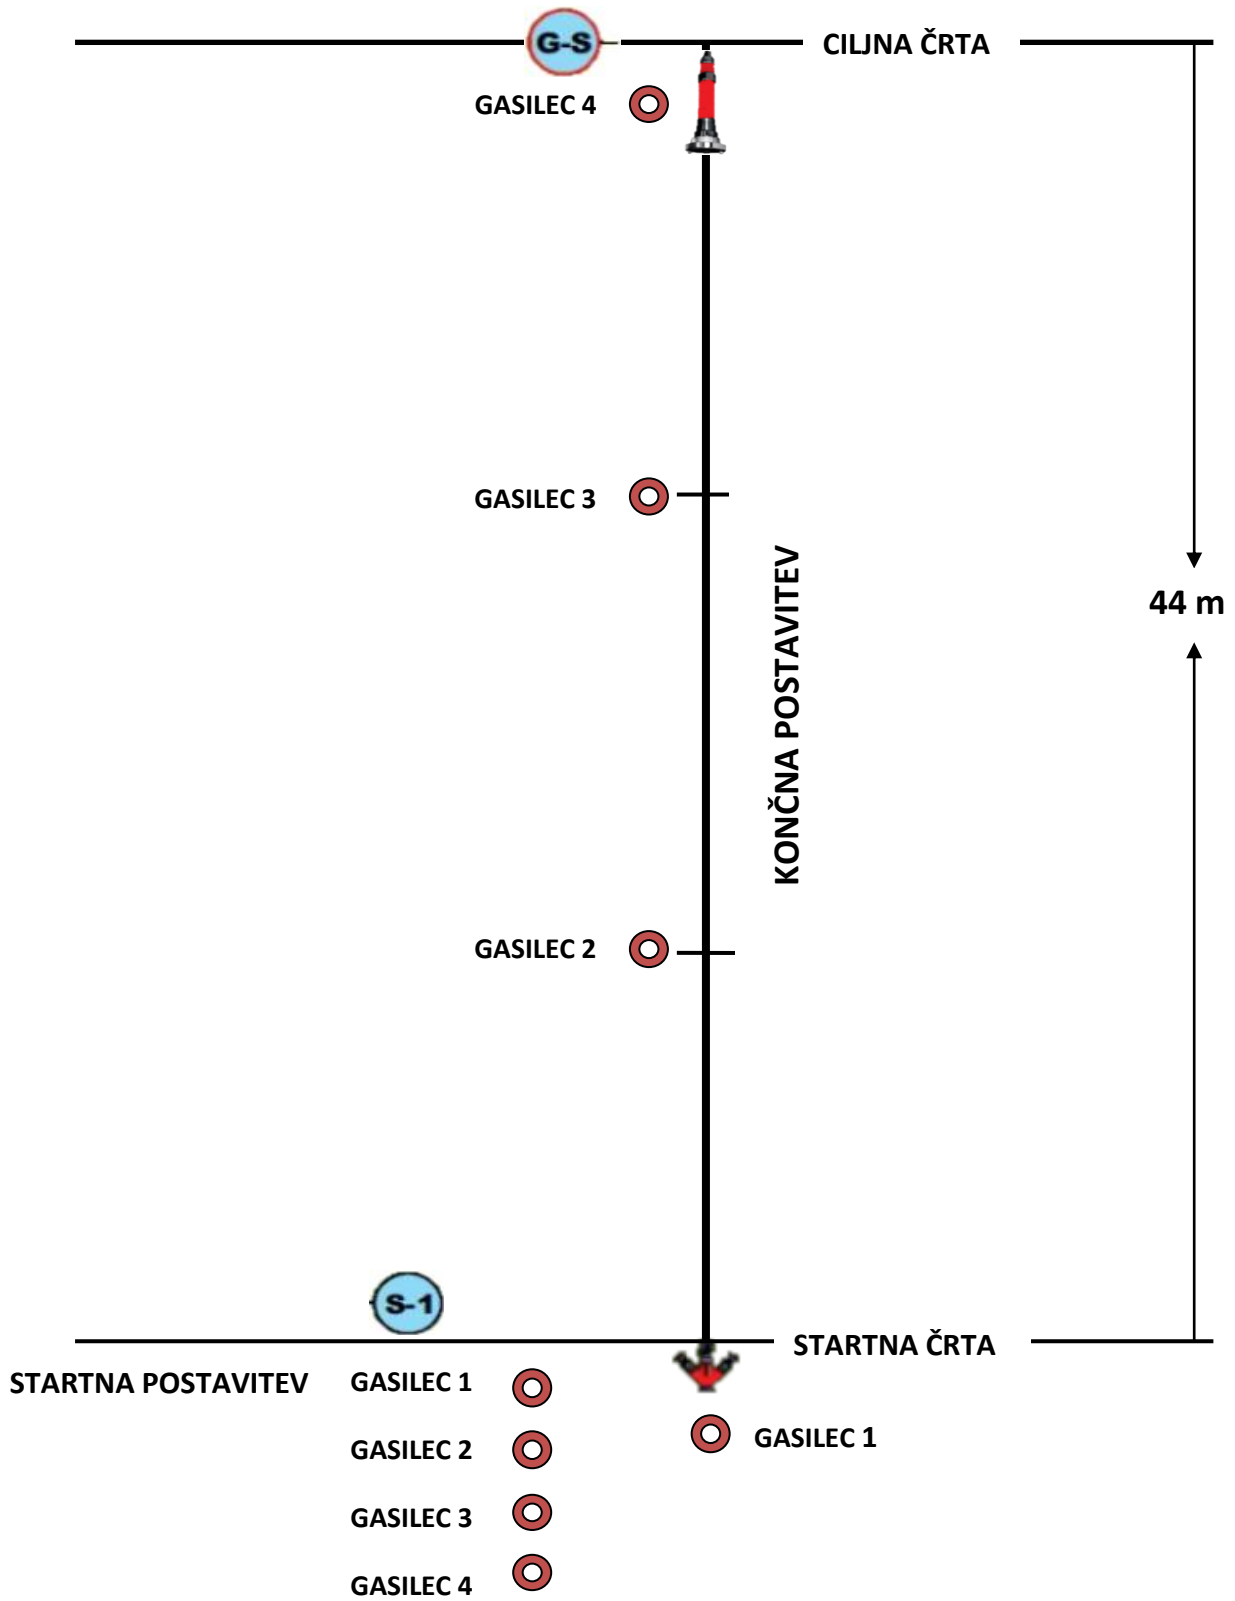 G-S
CILJNA ČRTA
GASILEC 4
GASILEC 3
KONČNA POSTAVITEV
44 m
GASILEC 2
S-1
STARTNA ČRTA
STARTNA POSTAVITEV GASILEC 1
GASILEC 1
GASILEC 2
GASILEC 3
GASILEC 4